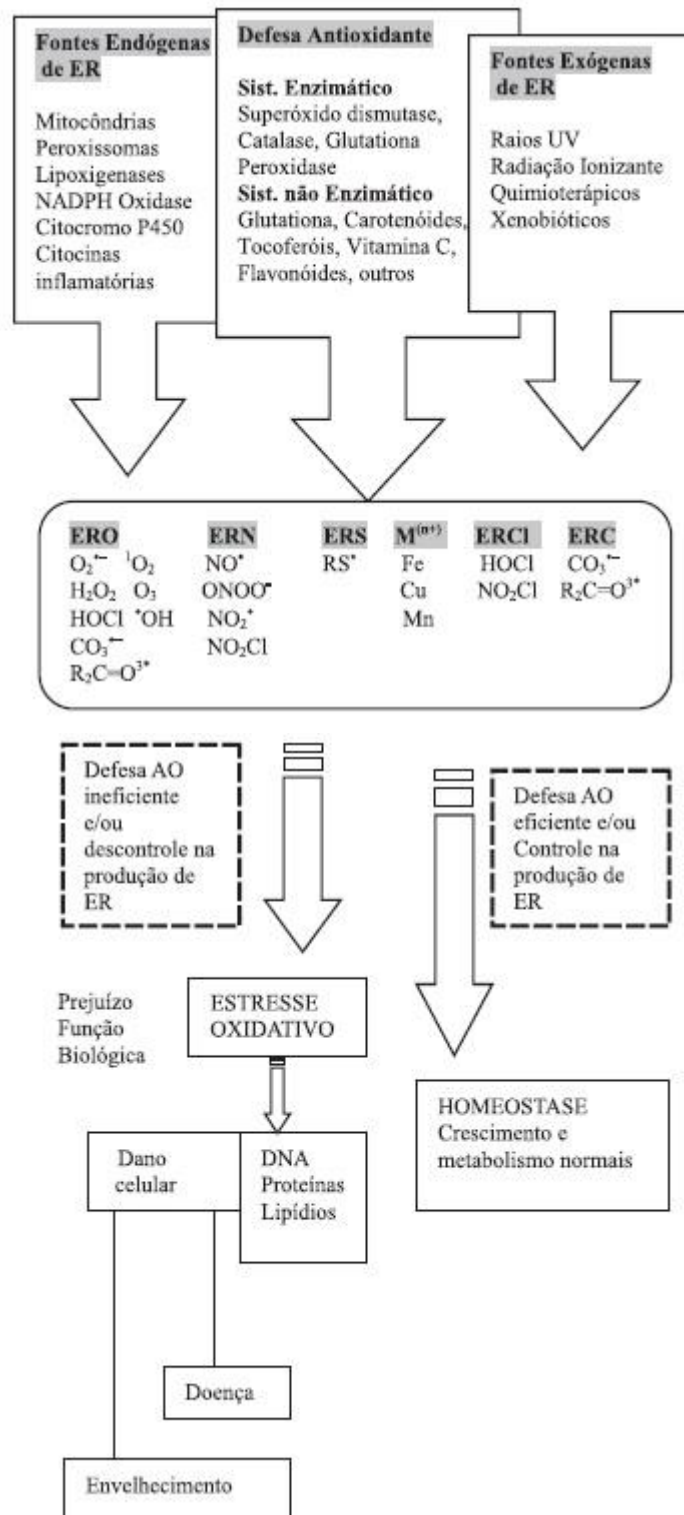 Fontes Endógenas
de ER
Mitocôndrias
Peroxissomas
Lipoxigenases
NADPH Oxidase
Citocromo P450
Citocinas
inflamatórias
Defesa Antioxidante
Sist. Enzimático
Superóxido dismutase,
Catalase, Glutationa
Peroxidase
Sist. não Enzimático
Glutationa, Carotenóides,
Tocoferóis, Vitamina C,
Flavonóides, outros
Fontes Exógenas
de ER
Raios UV
Radiação Ionizante
Quimioterápicos
Xenobióticos
ERO
O₂•− ¹O₂
H₂O₂ O₃
HOCl •OH
CO₃•−
R₂C=O³*
ERN
NO•
ONOO⁻
NO₂•
NO₂Cl
ERS
RS•
M⁽ⁿ⁺⁾
Fe
Cu
Mn
ERCl
HOCl
NO₂Cl
ERC
CO₃•−
R₂C=O³*
Defesa AO
ineficiente
e/ou
descontrole na
produção de
ER
Defesa AO
eficiente e/ou
Controle na
produção de
ER
Prejuízo
Função
Biológica
ESTRESSE
OXIDATIVO
HOMEOSTASE
Crescimento e
metabolismo normais
Dano
celular
DNA
Proteínas
Lipídios
Doença
Envelhecimento